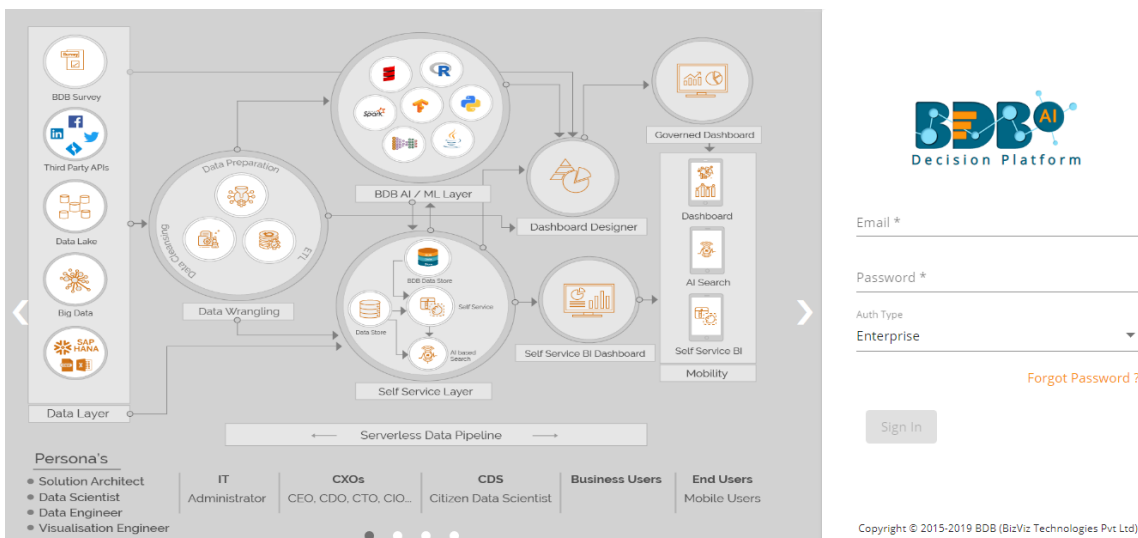 Survey
BDB Survey
Third Party APIs
Data Lake
Big Data
SAP
HANA
Data Layer
Data Preparation
Data Cleansing
ETL
Data Wrangling
R
Spark
Java
BDB AI / ML Layer
BDB Data Store
Data Store
Self Service
AI based
Search
Self Service Layer
Dashboard Designer
Self Service BI Dashboard
Governed Dashboard
Dashboard
AI Search
Self Service BI
Mobility
Serverless Data Pipeline
Persona's
Solution Architect
Data Scientist
Data Engineer
Visualisation Engineer
IT
Administrator
CXOs
CEO, CDO, CTO, CIO...
CDS
Citizen Data Scientist
Business Users
End Users
Mobile Users
BDB AI
Decision Platform
Email *
Password *
Auth Type
Enterprise
Forgot Password ?
Sign In
Copyright © 2015-2019 BDB (BizViz Technologies Pvt Ltd)